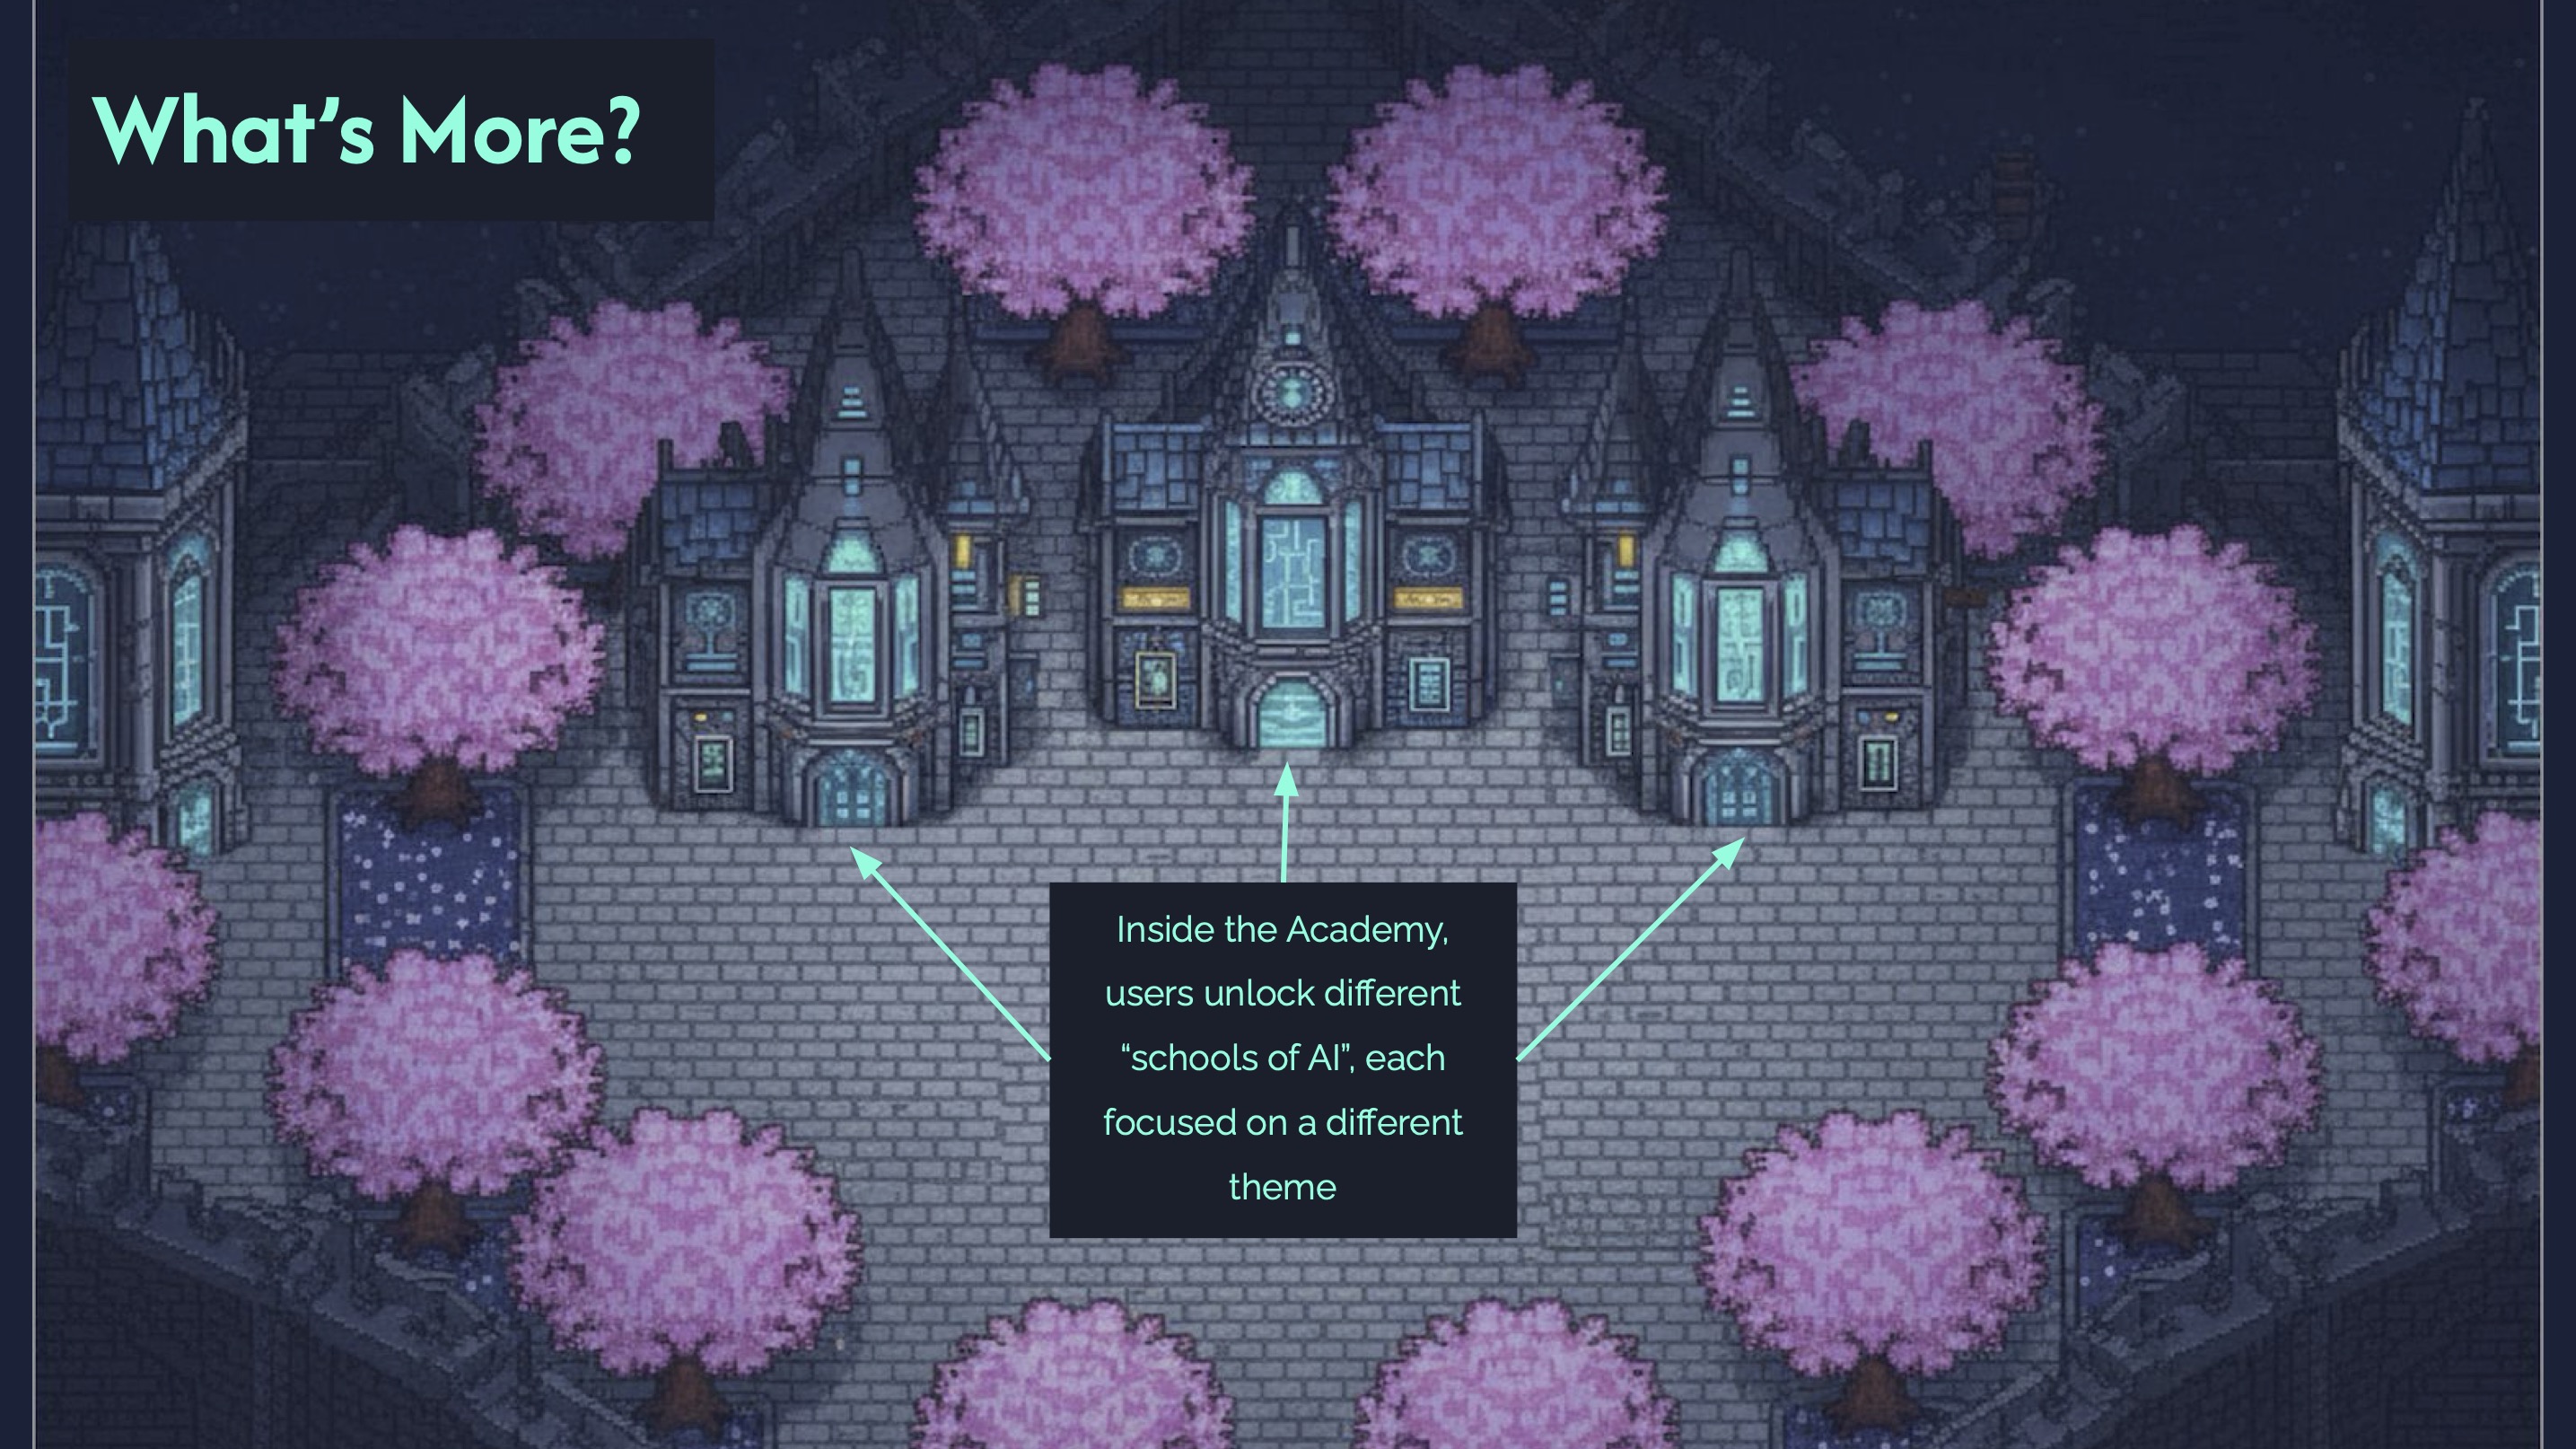 What’s More?
Inside the Academy,
users unlock different
“schools of AI”, each
focused on a different
theme